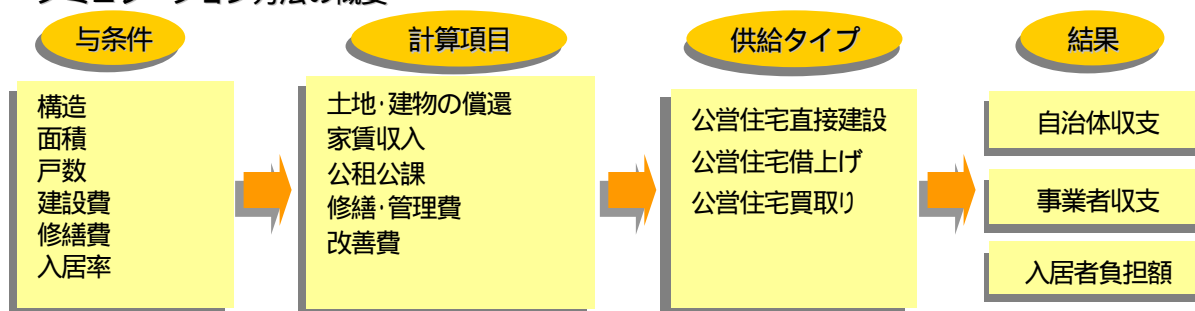 与条件
構造
面積
戸数
建設費
修繕費
入居率
計算項目
土地・建物の償還
家賃収入
公租公課
修繕・管理費
改善費
供給タイプ
公営住宅直接建設
公営住宅借上げ
公営住宅買取り
結果
自治体収支
事業者収支
入居者負担額